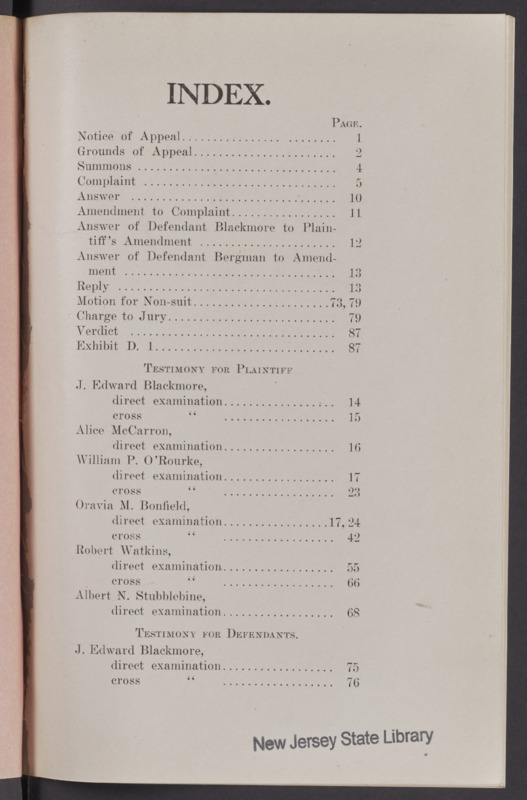 INDEX.
PAGE.
Notice of Appeal............... ........ 1
Grounds of Appeal....................... 2
Summons ................................ 4
Complaint ............................... 5
Answer ................................. 10
Amendment to Complaint................. 11
Answer of Defendant Blackmore to Plain-
tiff's Amendment ...................... 12
Answer of Defendant Bergman to Amend-
ment .................................. 13
Reply ................................... 13
Motion for Non-suit......................73, 79
Charge to Jury........................... 79
Verdict ................................. 87
Exhibit D. 1............................. 87
TESTIMONY FOR PLAINTIFF
J. Edward Blackmore,
direct examination.................. 14
cross “ .................. 15
Alice McCarron,
direct examination.................. 16
William P. O'Rourke,
direct examination.................. 17
cross “ .................. 23
Oravia M. Bonfield,
direct examination.................17, 24
cross “ .................. 42
Robert Watkins,
direct examination.................. 55
cross “ .................. 66
Albert N. Stubblebine,
direct examination.................. 68
TESTIMONY FOR DEFENDANTS.
J. Edward Blackmore,
direct examination.................. 75
cross “ .................. 76
New Jersey State Library